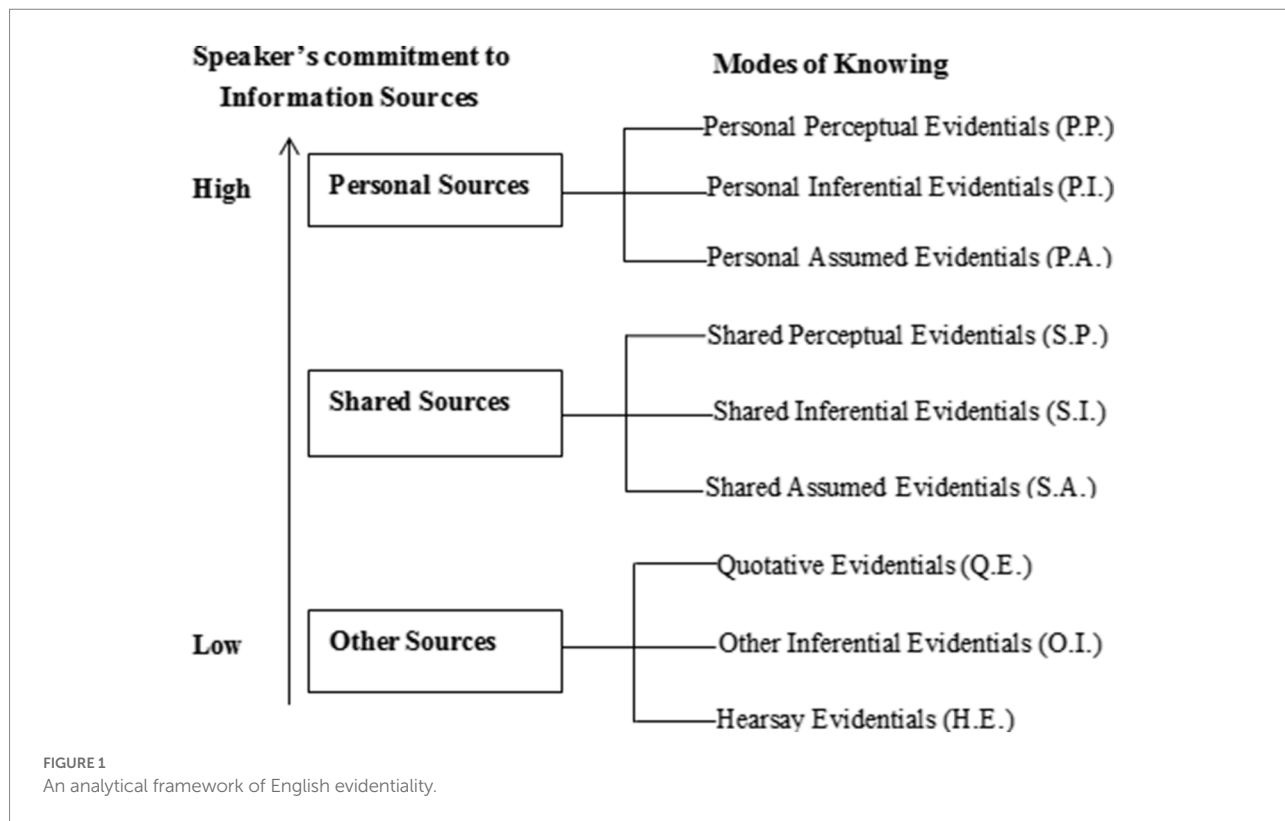 Speaker's commitment to
Information Sources
Modes of Knowing
High
Personal Sources
Personal Perceptual Evidentials (P.P.)
Personal Inferential Evidentials (P.I.)
Personal Assumed Evidentials (P.A.)
Shared Sources
Shared Perceptual Evidentials (S.P.)
Shared Inferential Evidentials (S.I.)
Shared Assumed Evidentials (S.A.)
Low
Other Sources
Quotative Evidentials (Q.E.)
Other Inferential Evidentials (O.I.)
Hearsay Evidentials (H.E.)
FIGURE 1
An analytical framework of English evidentiality.